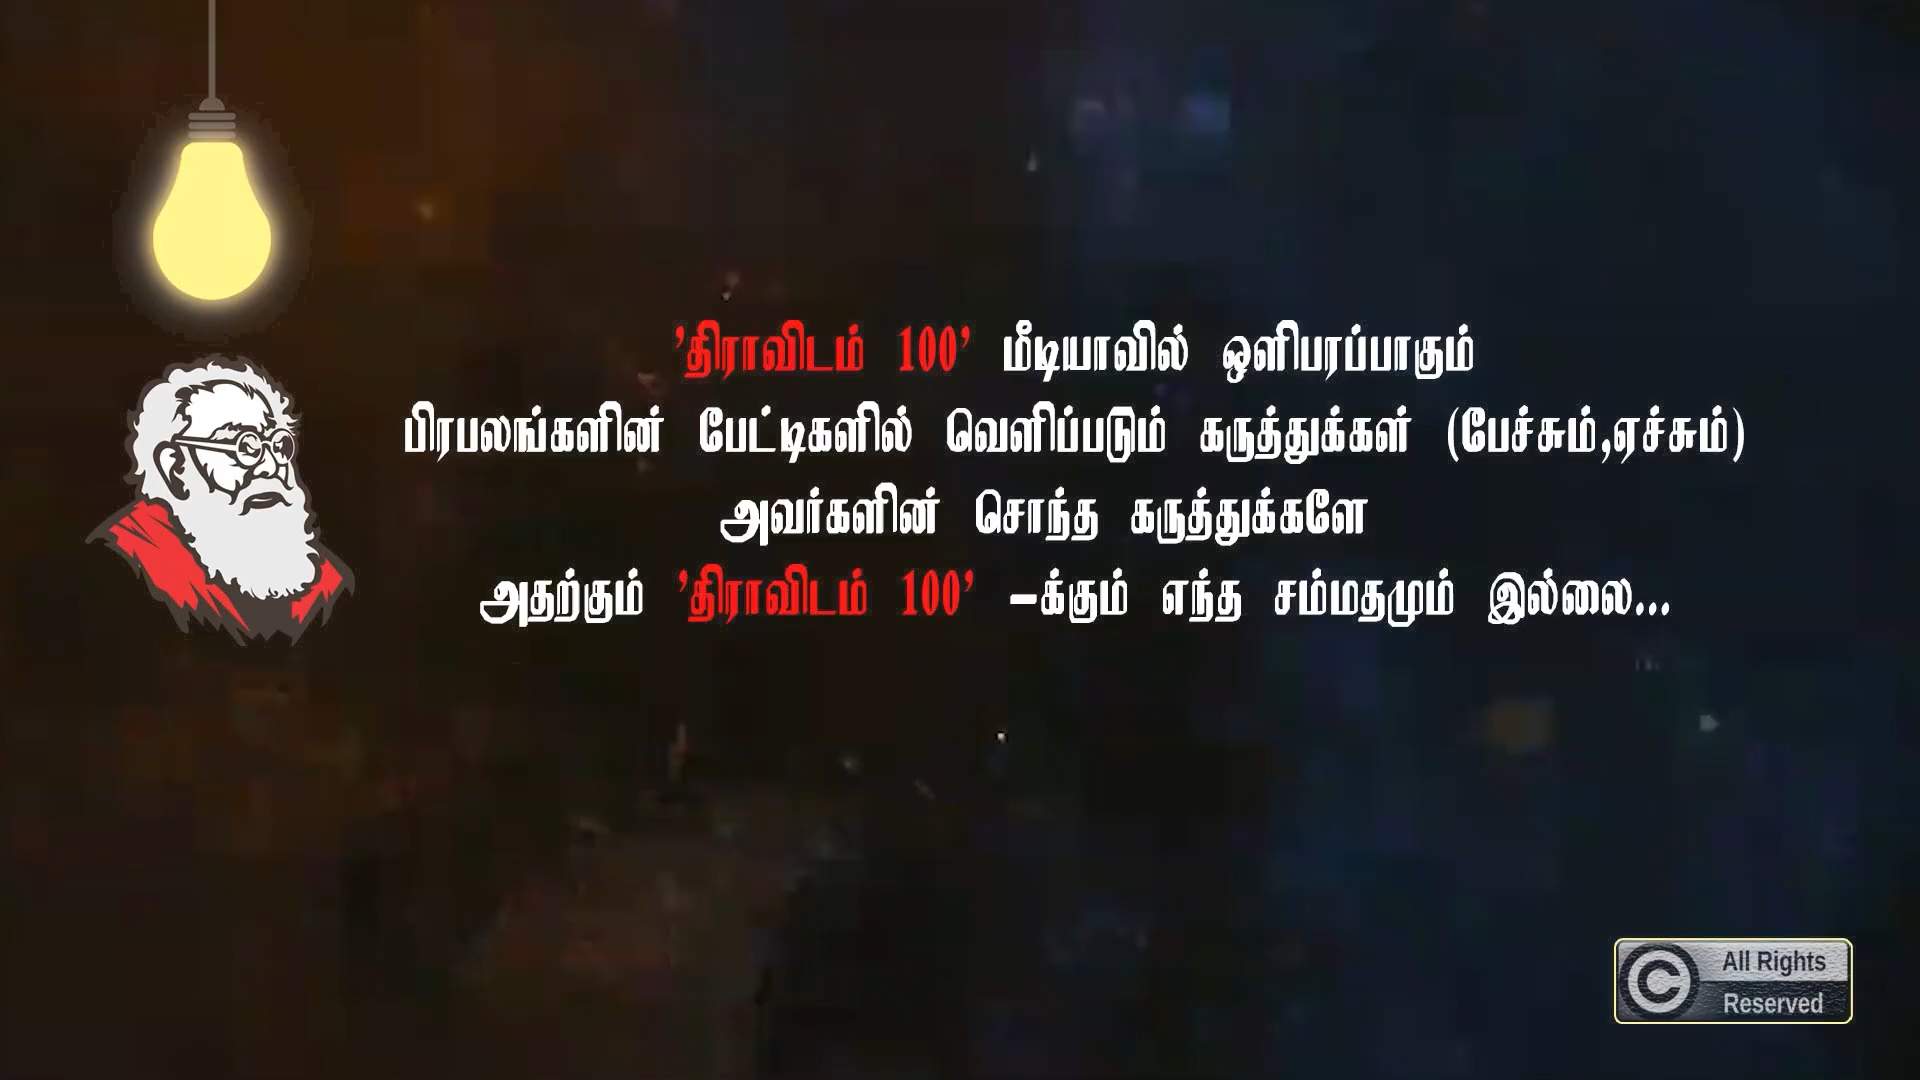 'திராவிடம் 100' மீடியாவில் ஒளிபரப்பாகும்
பிரபலங்களின் பேட்டிகளில் வெளிப்படும் கருத்துக்கள் (பேச்சும்,ஏச்சும்)
அவர்களின் சொந்த கருத்துக்களே
அதற்கும் 'திராவிடம் 100' -க்கும் எந்த சம்மதமும் இல்லை...
© All Rights
Reserved